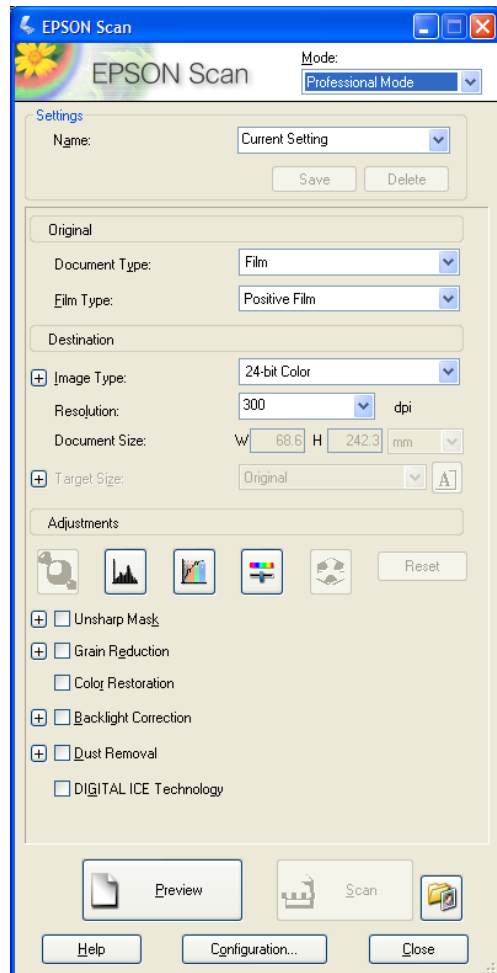 EPSON Scan
EPSON Scan
Mode:
Professional Mode
Settings
Name:
Current Setting
Save
Delete
Original
Document Type:
Film
Film Type:
Positive Film
Destination
Image Type:
24-bit Color
Resolution:
300
dpi
Document Size:
W 68.6 H 242.3 mm
Target Size:
Original
A
Adjustments
Reset
Unsharp Mask
Grain Reduction
Color Restoration
Backlight Correction
Dust Removal
DIGITAL ICE Technology
Preview
Scan
Help
Configuration...
Close